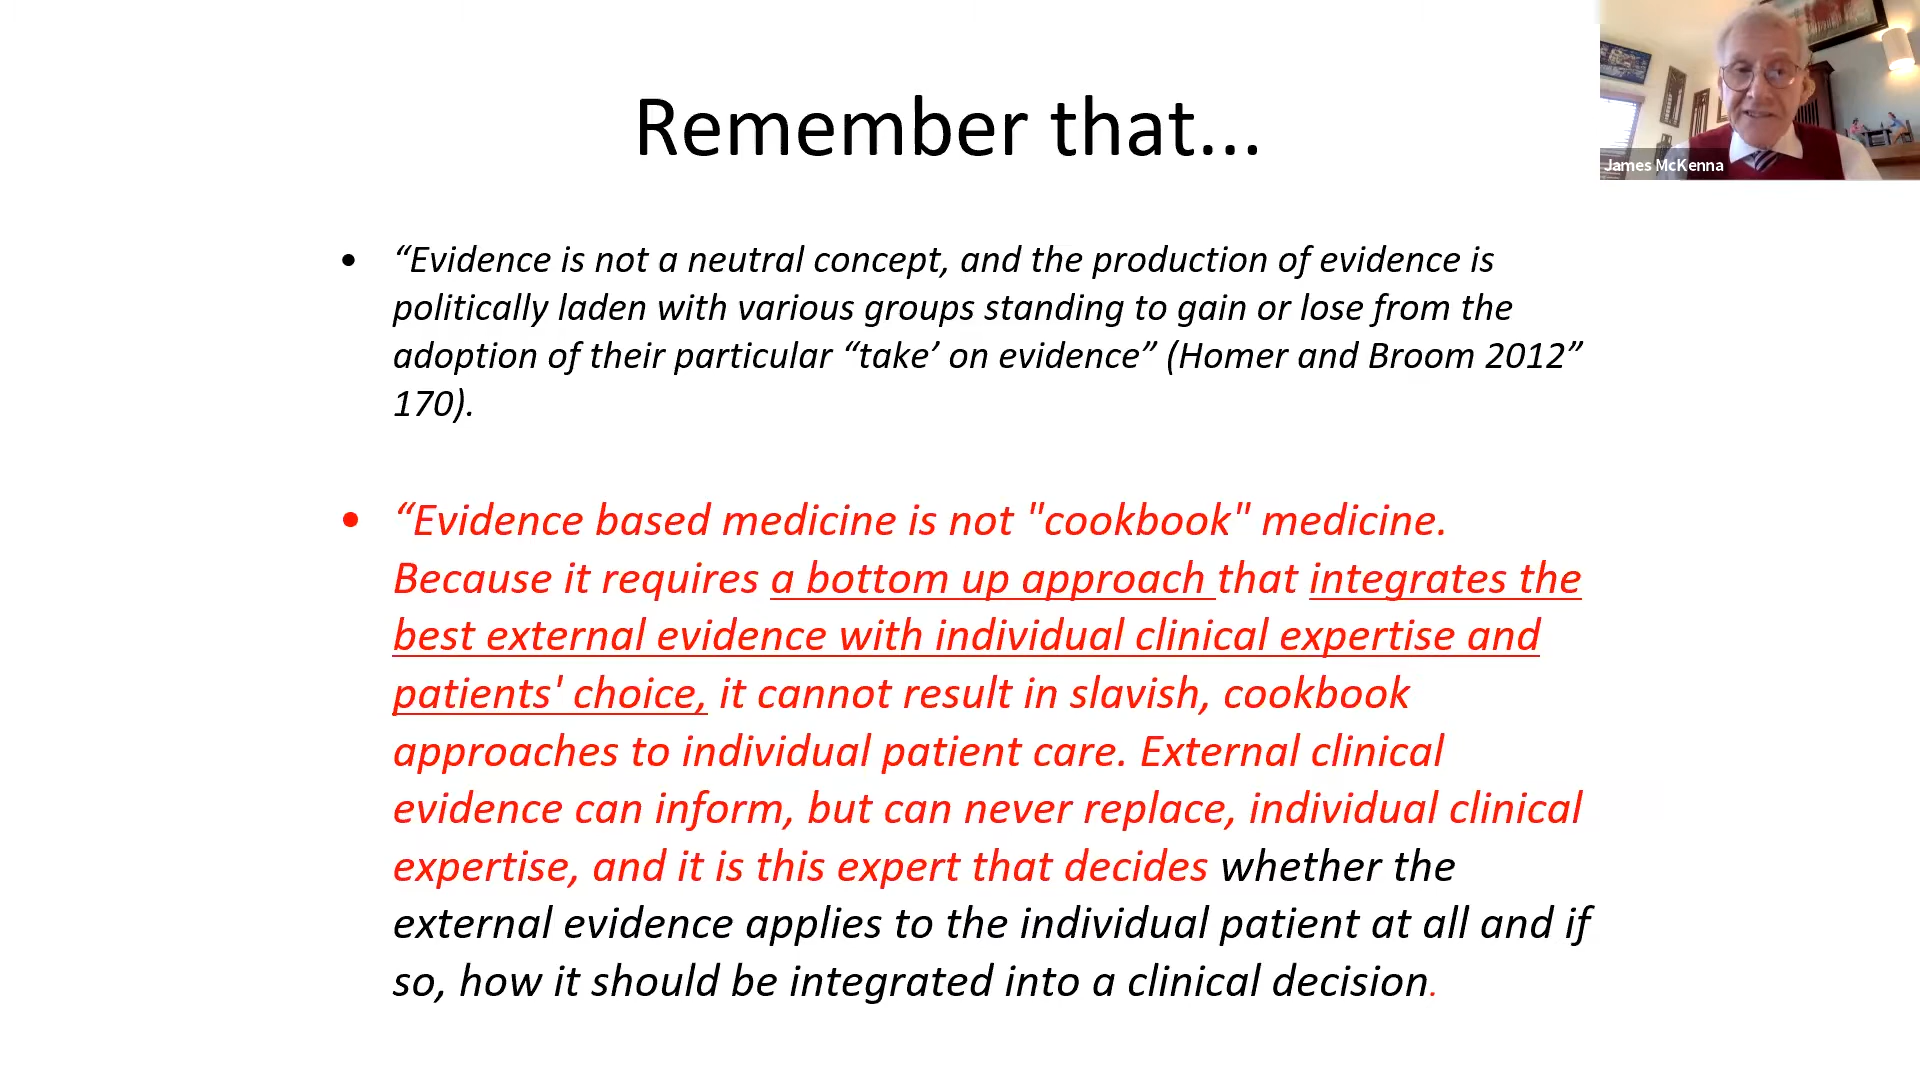 Remember that...
James McKenna
• “Evidence is not a neutral concept, and the production of evidence is
politically laden with various groups standing to gain or lose from the
adoption of their particular “take’ on evidence” (Homer and Broom 2012”
170).
• “Evidence based medicine is not "cookbook" medicine.
Because it requires a bottom up approach that integrates the
best external evidence with individual clinical expertise and
patients' choice, it cannot result in slavish, cookbook
approaches to individual patient care. External clinical
evidence can inform, but can never replace, individual clinical
expertise, and it is this expert that decides whether the
external evidence applies to the individual patient at all and if
so, how it should be integrated into a clinical decision.